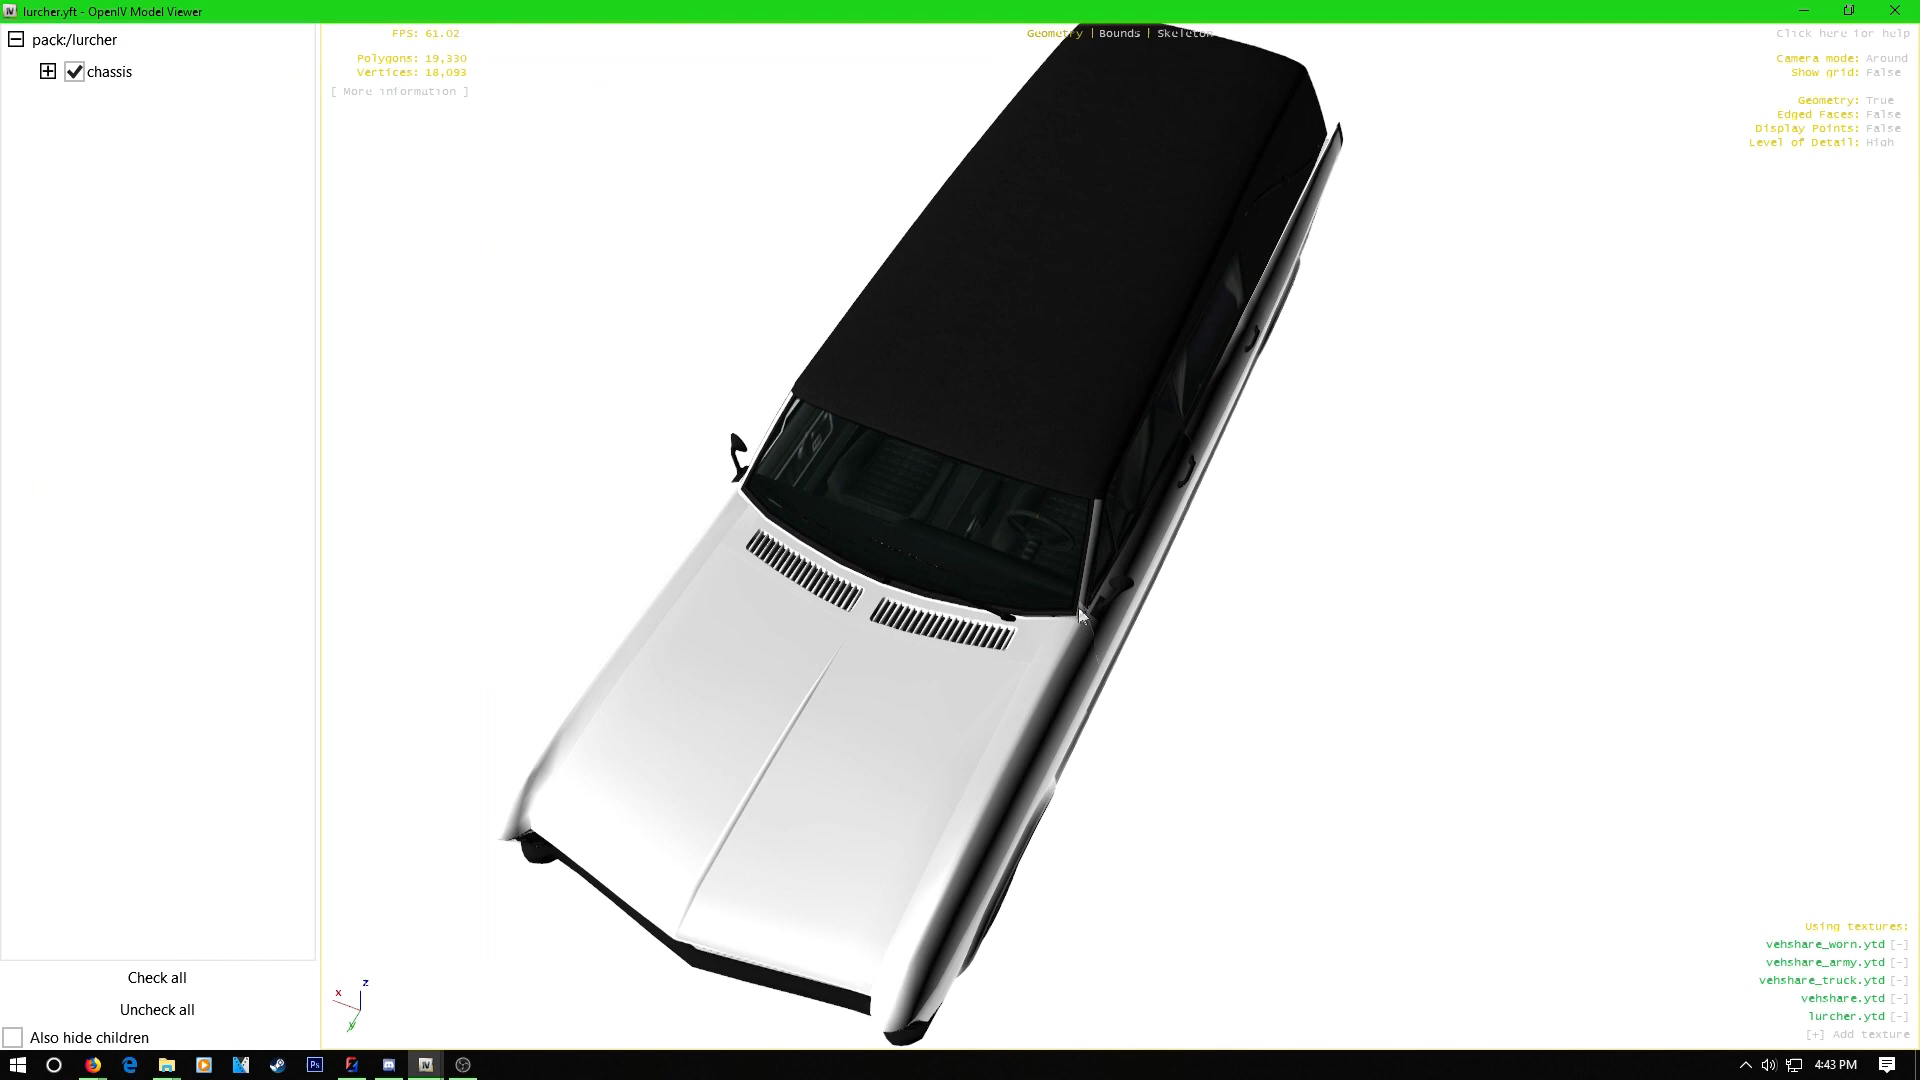 lurcher.yft - OpenIV Model Viewer
pack:/lurcher
chassis
FPS: 61.02
Polygons: 19,330
Vertices: 18,093
[ More information ]
Geometry | Bounds | Skeleton
Click here for help
Camera mode: Around
Show grid: False
Geometry: True
Edged Faces: False
Display Points: False
Level of Detail: High
Using textures:
vehshare_worn.ytd [-]
vehshare_army.ytd [-]
vehshare_truck.ytd [-]
vehshare.ytd [-]
lurcher.ytd [-]
[+] Add texture
x
z
y
Check all
Uncheck all
Also hide children
Ps
4:43 PM